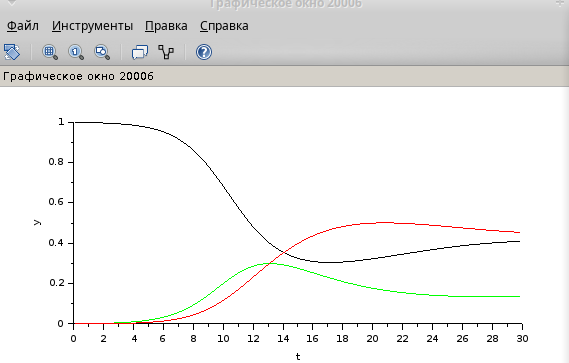 Графическое окно 20006
Файл Инструменты Правка Справка
Графическое окно 20006
1
0.8
0.6
0.4
0.2
0
y
0 2 4 6 8 10 12 14 16 18 20 22 24 26 28 30
t